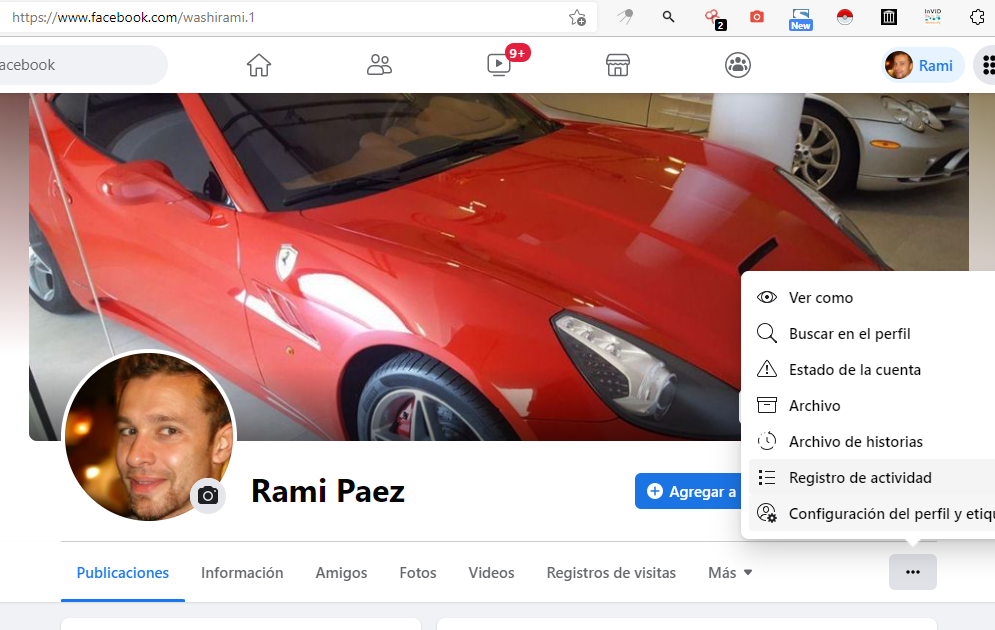 https://www.facebook.com/washirami.1
2
New
InVID
acebook
9+
Rami
Ver como
Buscar en el perfil
Estado de la cuenta
Archivo
Archivo de historias
Registro de actividad
Configuración del perfil y etiqu
Rami Paez
Agregar a
Publicaciones Información Amigos Fotos Videos Registros de visitas Más